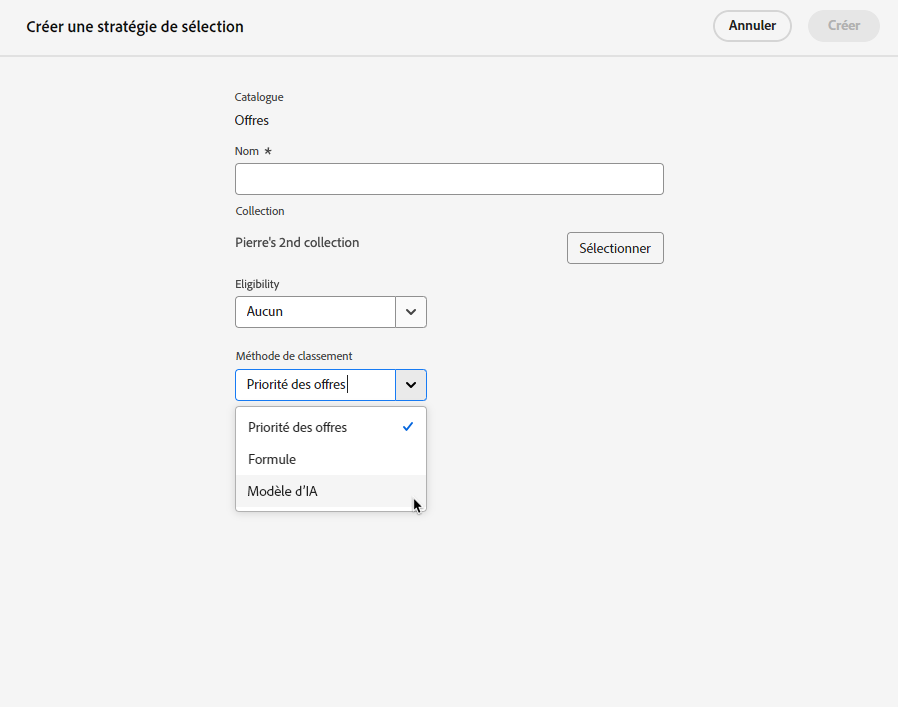 Créer une stratégie de sélection
Annuler
Créer
Catalogue
Offres
Nom *
Collection
Pierre's 2nd collection
Sélectionner
Eligibility
Aucun
Méthode de classement
Priorité des offres
Priorité des offres
Formule
Modèle d’IA